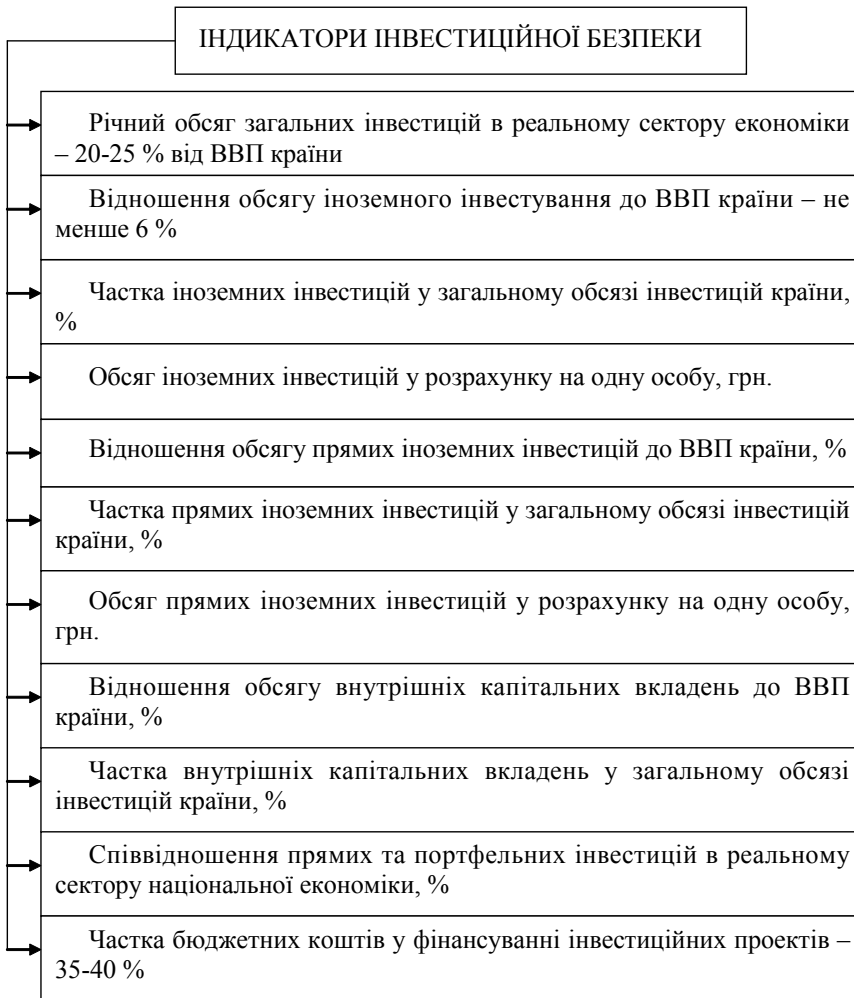 ІНДИКАТОРИ ІНВЕСТИЦІЙНОЇ БЕЗПЕКИ
Річний обсяг загальних інвестицій в реальному сектору економіки
– 20-25 % від ВВП країни
Відношення обсягу іноземного інвестування до ВВП країни – не
менше 6 %
Частка іноземних інвестицій у загальному обсязі інвестицій країни,
%
Обсяг іноземних інвестицій у розрахунку на одну особу, грн.
Відношення обсягу прямих іноземних інвестицій до ВВП країни, %
Частка прямих іноземних інвестицій у загальному обсязі інвестицій
країни, %
Обсяг прямих іноземних інвестицій у розрахунку на одну особу,
грн.
Відношення обсягу внутрішніх капітальних вкладень до ВВП
країни, %
Частка внутрішніх капітальних вкладень у загальному обсязі
інвестицій країни, %
Співвідношення прямих та портфельних інвестицій в реальному
сектору національної економіки, %
Частка бюджетних коштів у фінансуванні інвестиційних проектів –
35-40 %